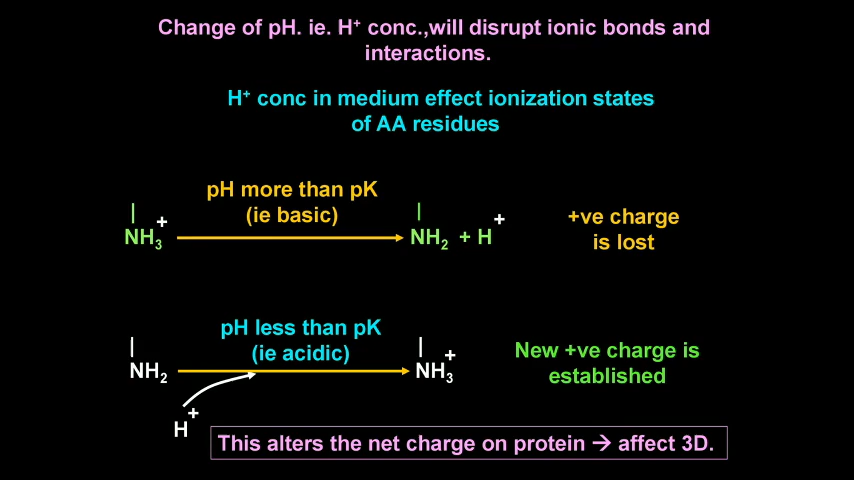 Change of pH. ie. H⁺ conc.,will disrupt ionic bonds and
interactions.
H⁺ conc in medium effect ionization states
of AA residues
pH more than pK
(ie basic)
|
NH₃⁺
|
NH₂ + H⁺
+ve charge
is lost
pH less than pK
(ie acidic)
|
NH₂
|
NH₃⁺
New +ve charge is
established
H⁺
This alters the net charge on protein → affect 3D.